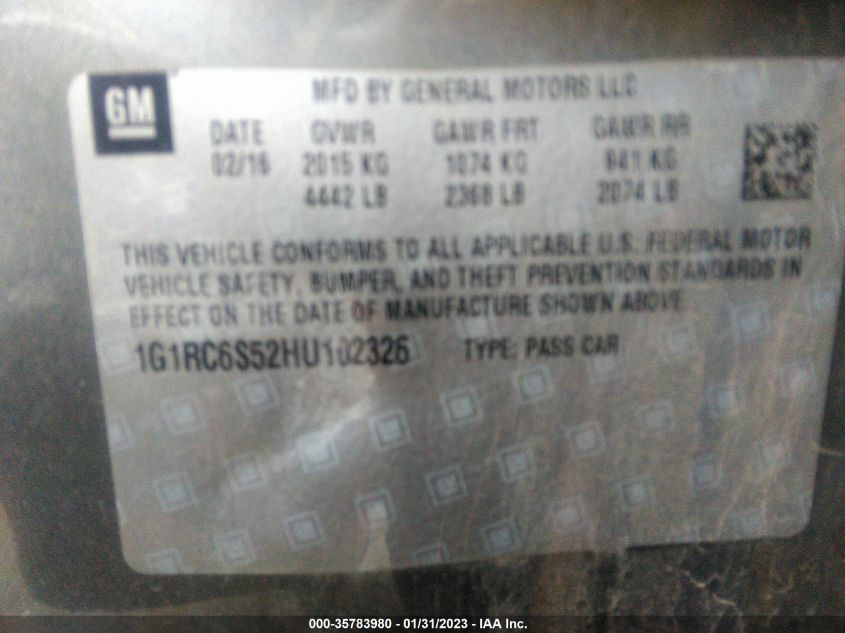 GM
MFD BY GENERAL MOTORS LLC
DATE GVWR GAWR FRT GAWR RR
02/16 2015 KG 1074 KG 941 KG
4442 LB 2368 LB 2074 LB
THIS VEHICLE CONFORMS TO ALL APPLICABLE U.S. FEDERAL MOTOR
VEHICLE SAFETY, BUMPER, AND THEFT PREVENTION STANDARDS IN
EFFECT ON THE DATE OF MANUFACTURE SHOWN ABOVE
1G1RC6S52HU102326 TYPE: PASS CAR
000-35783980 - 01/31/2023 - IAA Inc.